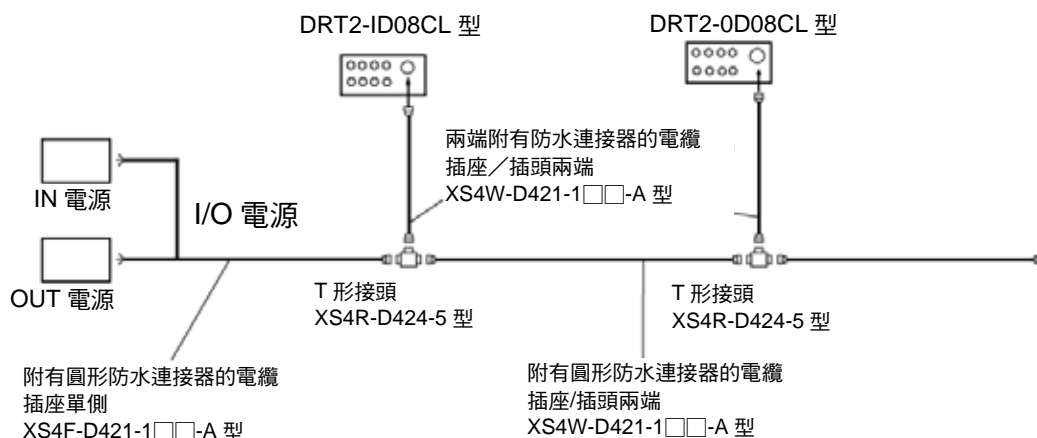 DRT2-ID08CL 型
DRT2-0D08CL 型
兩端附有防水連接器的電纜
插座／插頭兩端
XS4W-D421-1□□-A 型
IN 電源
I/O 電源
OUT 電源
T 形接頭
XS4R-D424-5 型
T 形接頭
XS4R-D424-5 型
附有圓形防水連接器的電纜
插座單側
XS4F-D421-1□□-A 型
附有圓形防水連接器的電纜
插座/插頭兩端
XS4W-D421-1□□-A 型